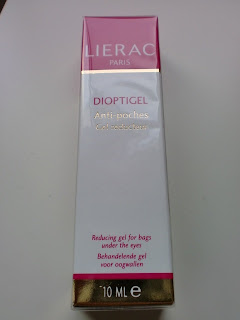 LIERAC
PARIS
DIOPTIGEL
Anti-poches
Reducing gel for bags
under the eyes
Behandelende gel
voor oogwallen
10 ML e